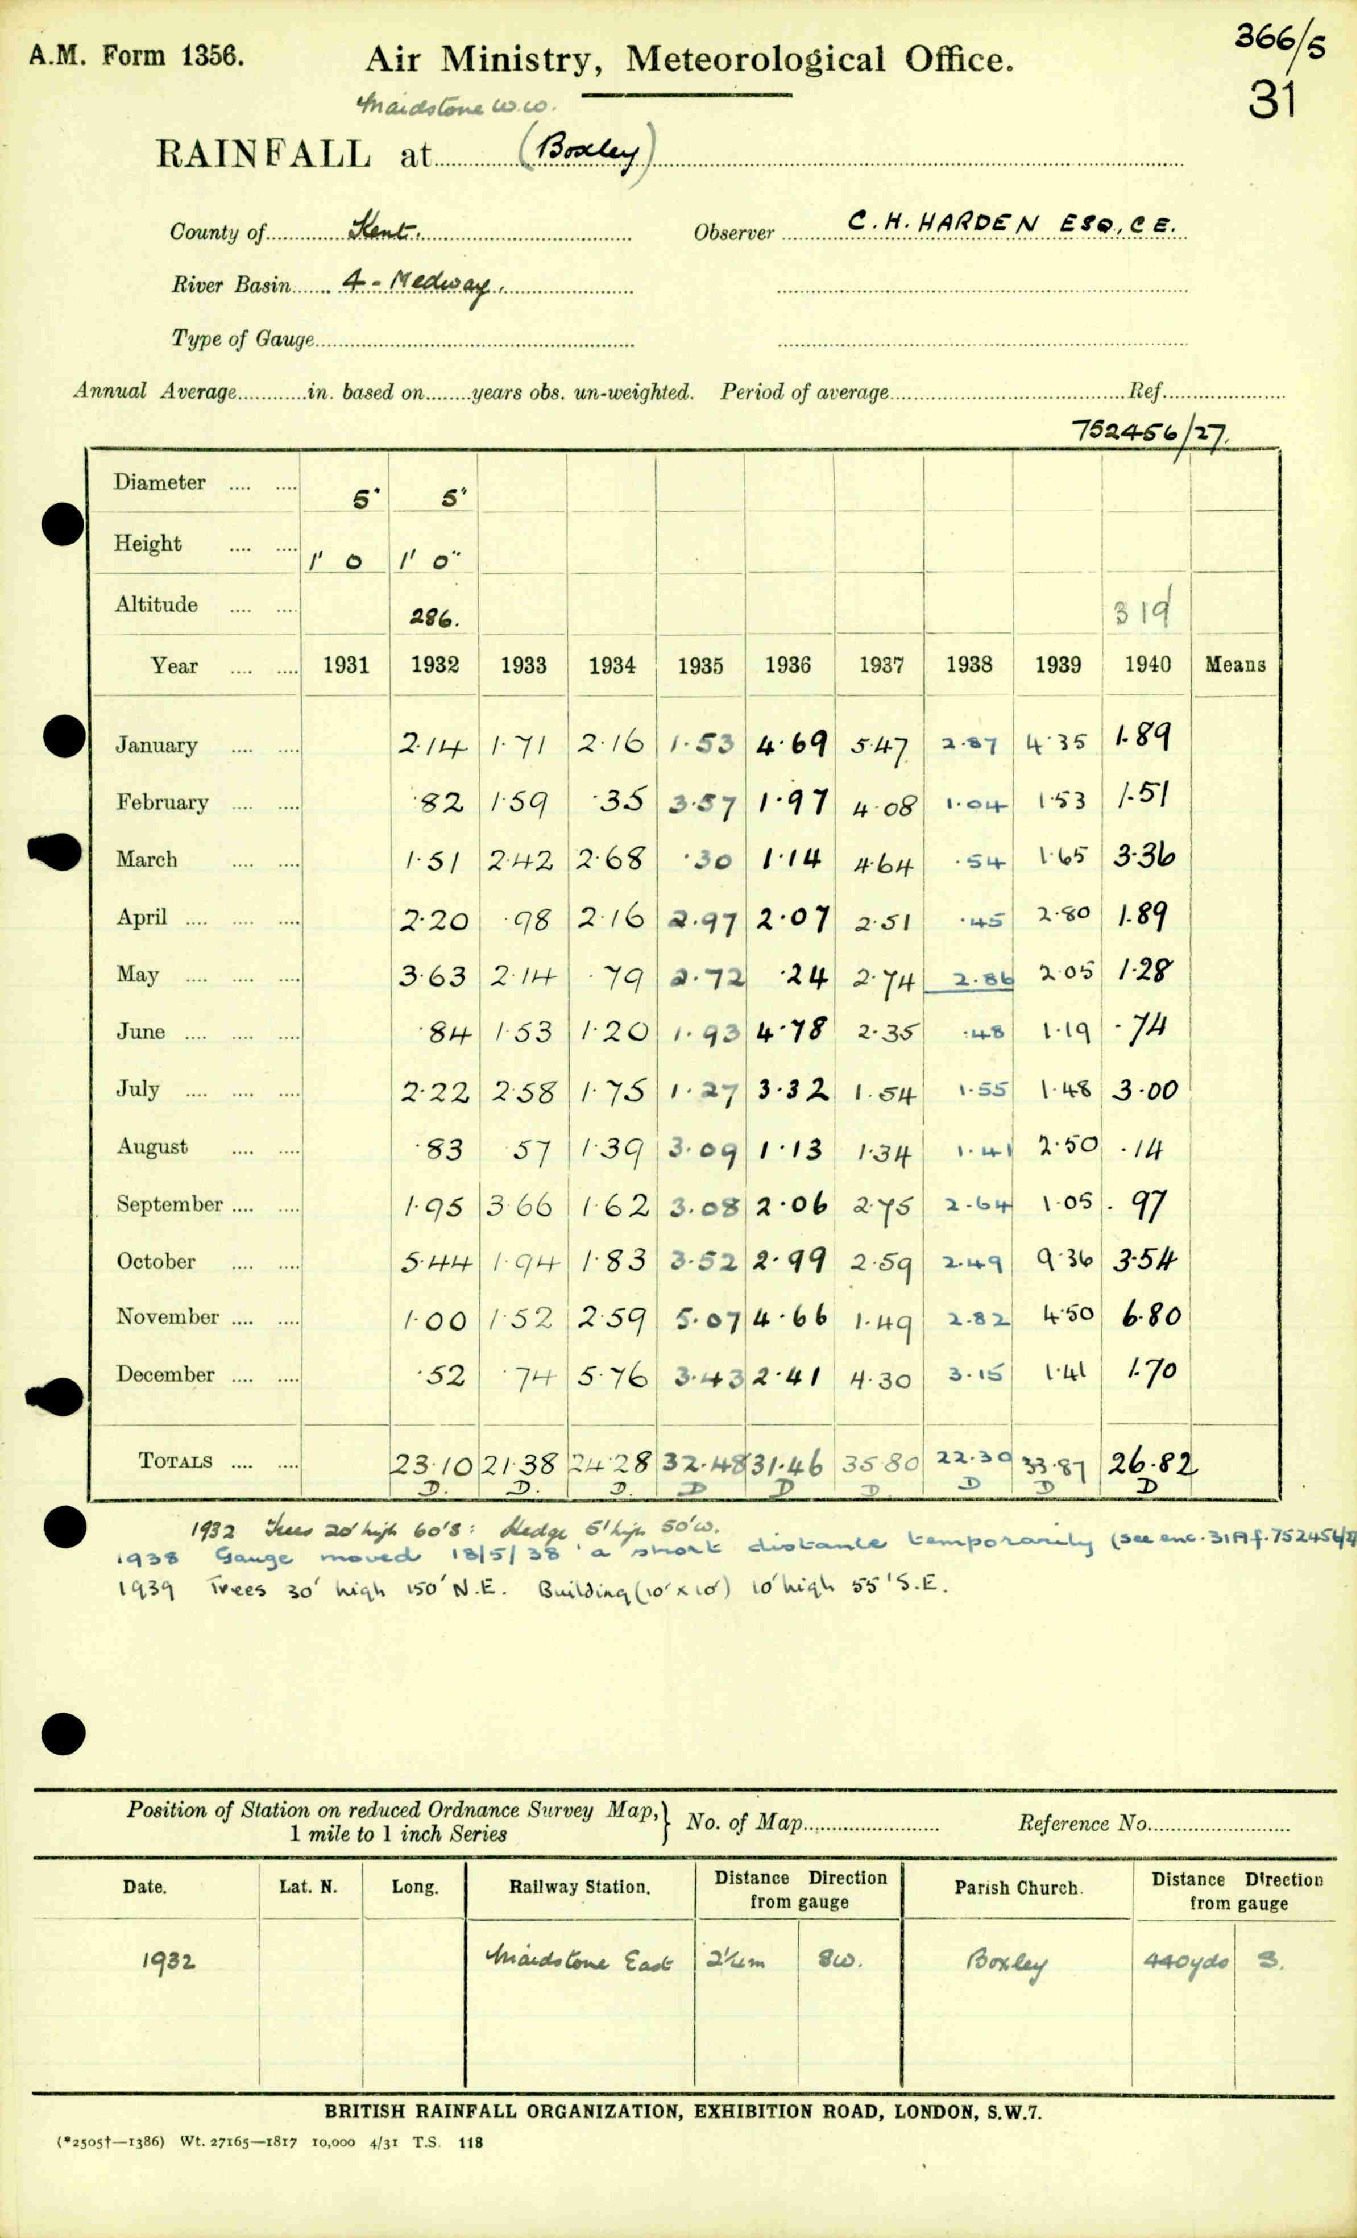 366/5
A.M. Form 1356. Air Ministry, Meteorological Office.
31
Maidstone W.W.
RAINFALL at (Boxley)
County of Kent. Observer C.H. HARDEN ESQ., C.E.
River Basin 4 - Medway.
Type of Gauge
Annual Average in. based on years obs. un-weighted. Period of average Ref.
752456/27.
Diameter 5" 5"
Height 1' 0 1' 0"
Altitude 286. 319
Year 1931 1932 1933 1934 1935 1936 1937 1938 1939 1940 Means
January 2.14 1.71 2.16 1.53 4.69 5.47 2.87 4.35 1.89
February .82 1.59 .35 3.57 1.97 4.08 1.04 1.53 1.51
March 1.51 2.42 2.68 .30 1.14 4.64 .54 1.65 3.36
April 2.20 .98 2.16 2.97 2.07 2.51 .45 2.80 1.89
May 3.63 2.14 .79 2.72 .24 2.74 2.86 2.05 1.28
June .84 1.53 1.20 1.93 4.78 2.35 .48 1.19 .74
July 2.22 2.58 1.75 1.27 3.32 1.54 1.55 1.48 3.00
August .83 .57 1.39 3.09 1.13 1.34 1.41 2.50 .14
September 1.95 3.66 1.62 3.08 2.06 2.75 2.64 1.05 .97
October 5.44 1.94 1.83 3.52 2.99 2.59 2.49 9.36 3.54
November 1.00 1.52 2.59 5.07 4.66 1.49 2.82 4.50 6.80
December .52 .74 5.76 3.43 2.41 4.30 3.15 1.41 1.70
TOTALS 23.10 21.38 24.28 32.48 31.46 35.80 22.30 33.87 26.82
D. D. D. D D D. D D D
1932 Trees 20' high 60'S: Hedge 5' high 50'W.
1938 Gauge moved 18/5/38 a short distance temporarily (see enc. 31A f. 752456/27
1939 Trees 30' high 150' N.E. Building (10' x 10') 10' high 55' S.E.
Position of Station on reduced Ordnance Survey Map, No. of Map Reference No.
1 mile to 1 inch Series
Date. Lat. N. Long. Railway Station. Distance Direction from gauge Parish Church. Distance Direction from gauge
1932 Maidstone East 2¼m SW. Boxley 440yds S.
BRITISH RAINFALL ORGANIZATION, EXHIBITION ROAD, LONDON, S.W.7.
(*2505†—1386) Wt. 27165—1817 10,000 4/31 T.S. 118